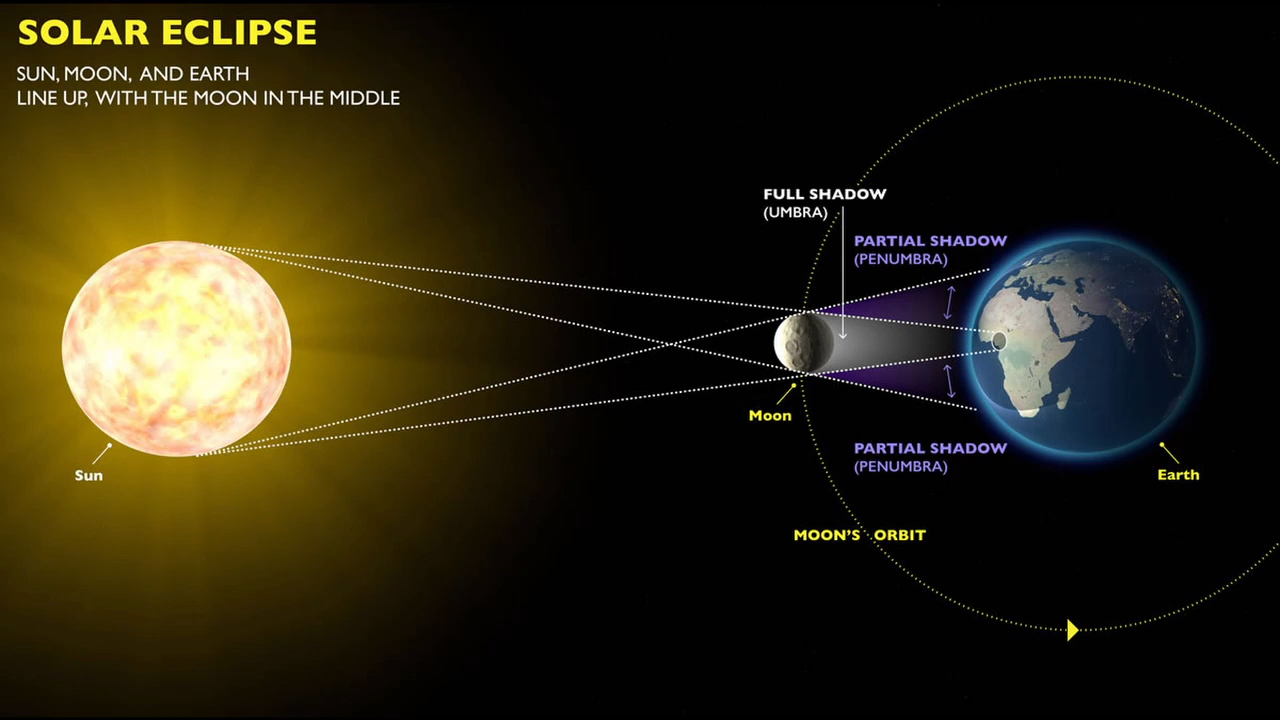 SOLAR ECLIPSE
SUN, MOON, AND EARTH
LINE UP, WITH THE MOON IN THE MIDDLE
FULL SHADOW
(UMBRA)
PARTIAL SHADOW
(PENUMBRA)
Moon
PARTIAL SHADOW
(PENUMBRA)
Sun
Earth
MOON'S ORBIT